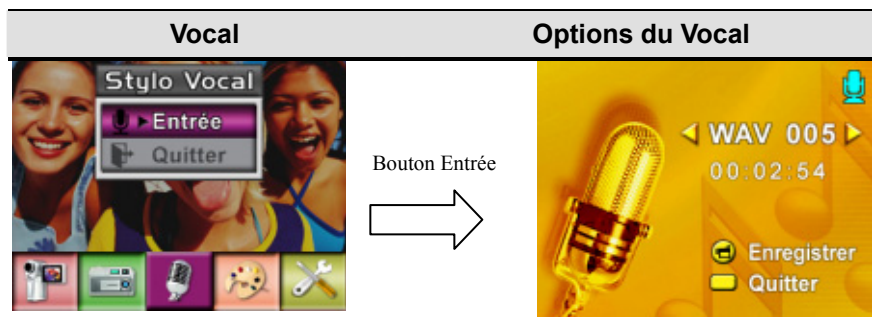 Vocal
Options du Vocal
Stylo Vocal
Entrée
Quitter
Bouton Entrée
WAV 005
00:02:54
Enregistrer
Quitter